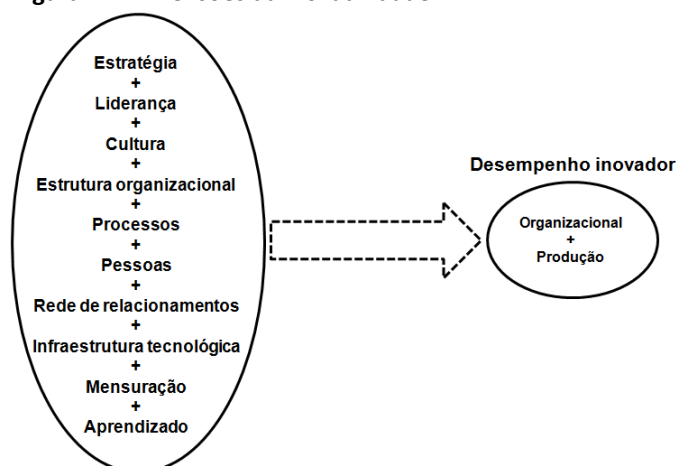 Estratégia
+
Liderança
+
Cultura
+
Estrutura organizacional
+
Processos
+
Pessoas
+
Rede de relacionamentos
+
Infraestrutura tecnológica
+
Mensuração
+
Aprendizado
Desempenho inovador
Organizacional
+
Produção